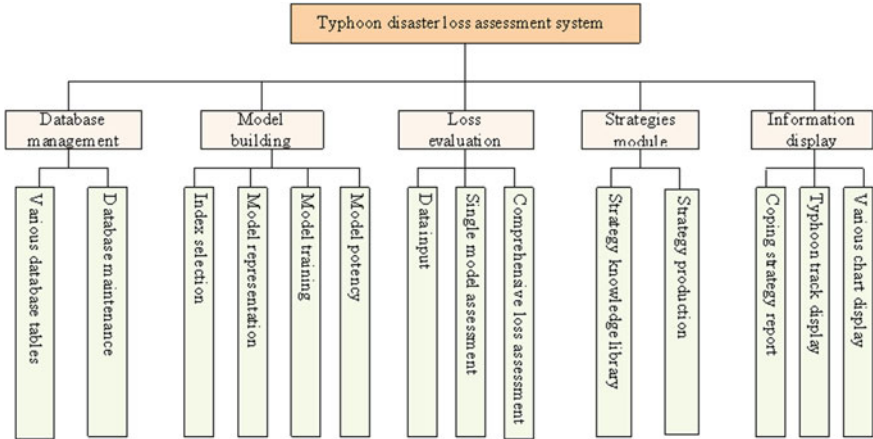 Typhoon disaster loss assessment system
Database
management
Model
building
Loss
evaluation
Strategies
module
Information
display
Various database tables
Database maintenance
Index selection
Model representation
Model training
Model potency
Data input
Single model assessment
Comprehensive loss assessment
Strategy knowledge library
Strategy production
Coping strategy report
Typhoon track display
Various chart display